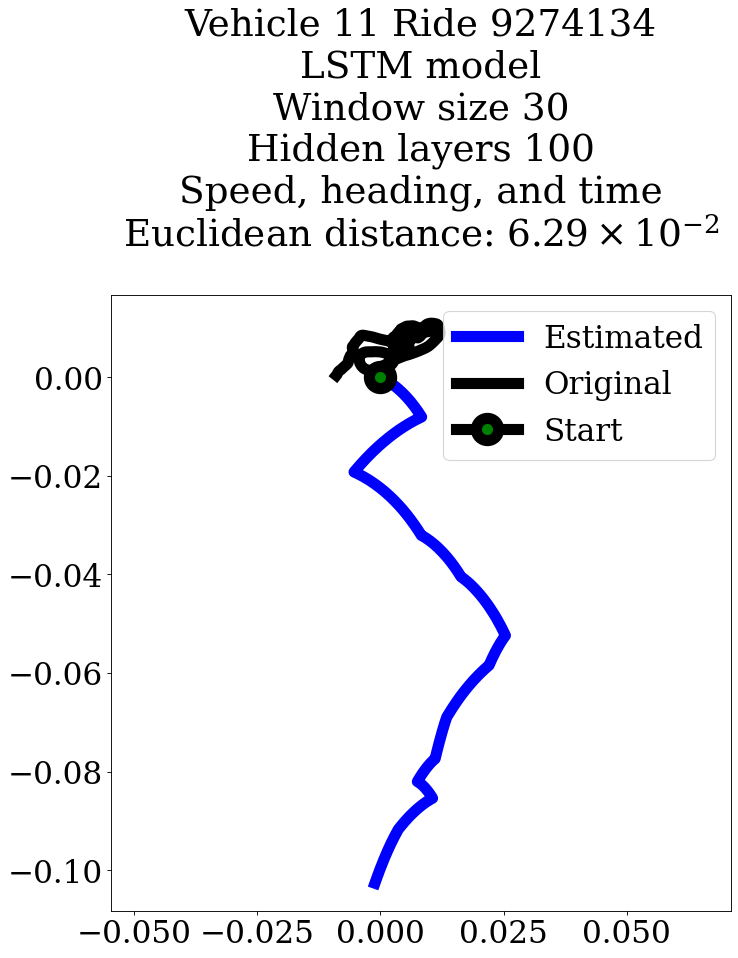 Vehicle 11 Ride 9274134
LSTM model
Window size 30
Hidden layers 100
Speed, heading, and time
Euclidean distance: 6.29 × 10⁻²
Estimated
Original
Start
0.00
−0.02
−0.04
−0.06
−0.08
−0.10
−0.050 −0.025 0.000 0.025 0.050